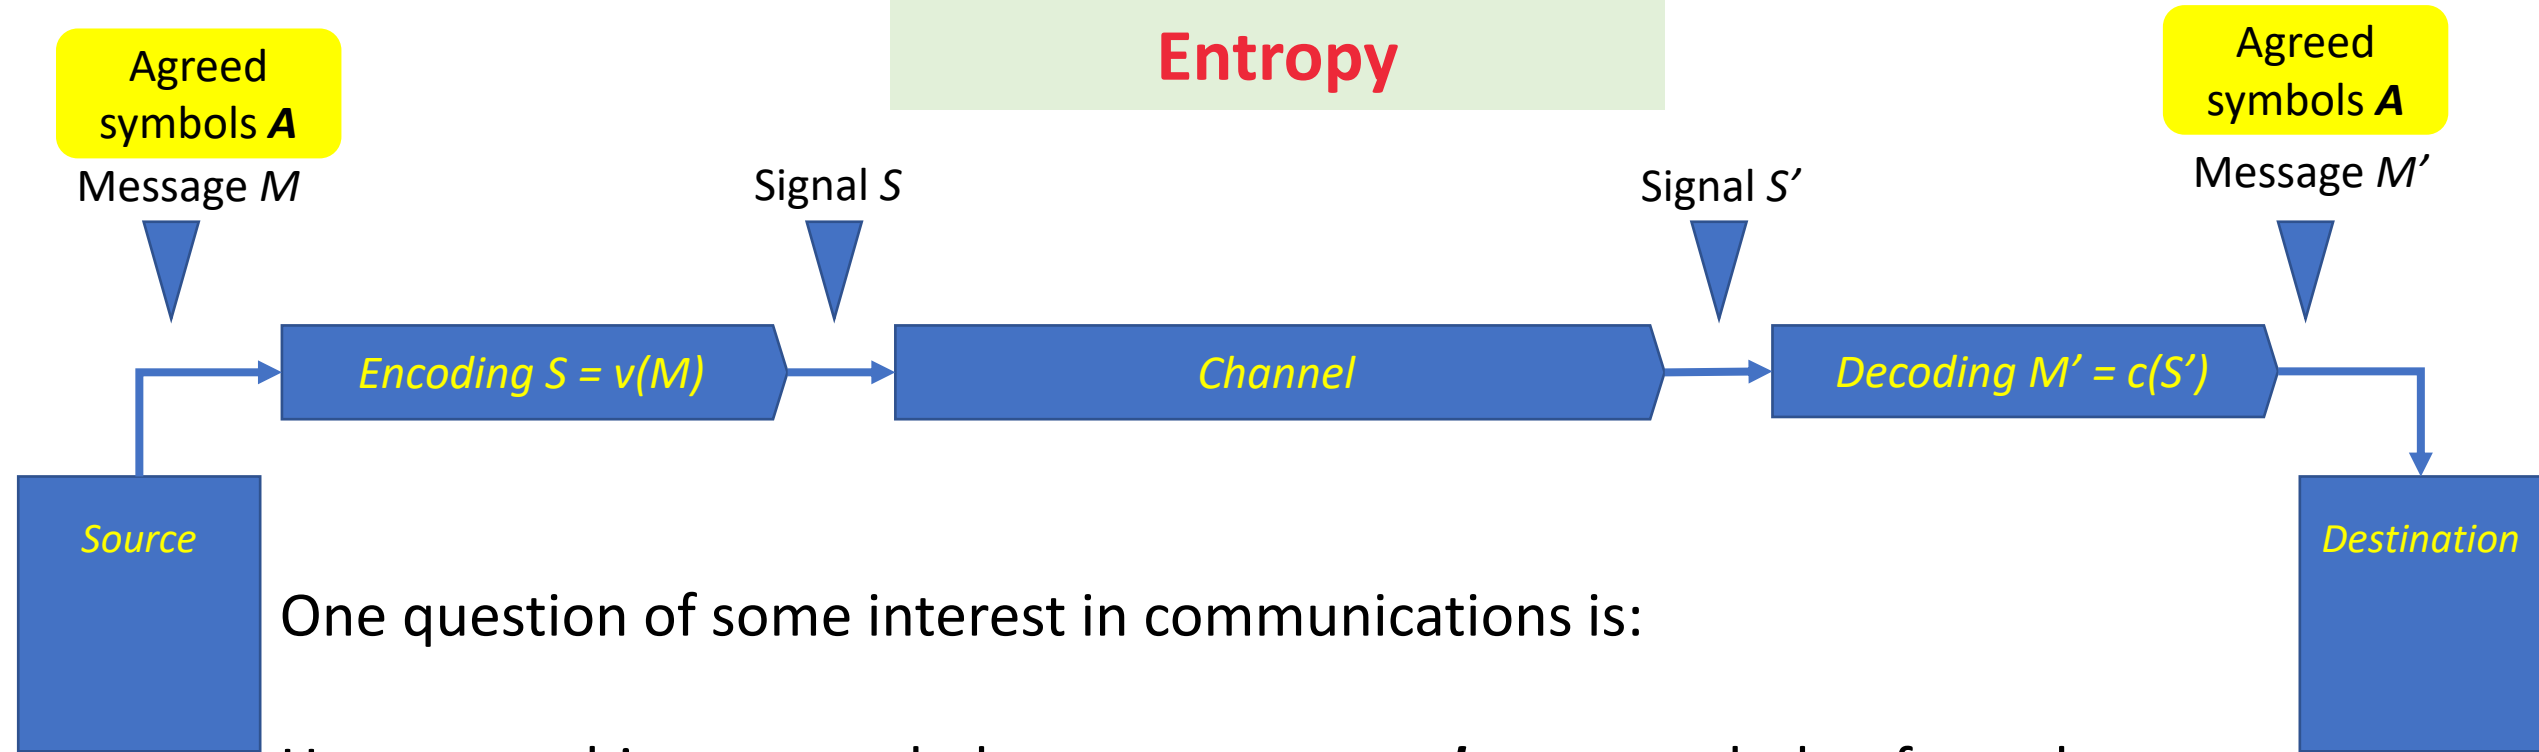 Entropy
Agreed
symbols A
Message M
Signal S
Signal S’
Agreed
symbols A
Message M’
Encoding S = v(M)
Channel
Decoding M’ = c(S’)
Source
Destination
One question of some interest in communications is: